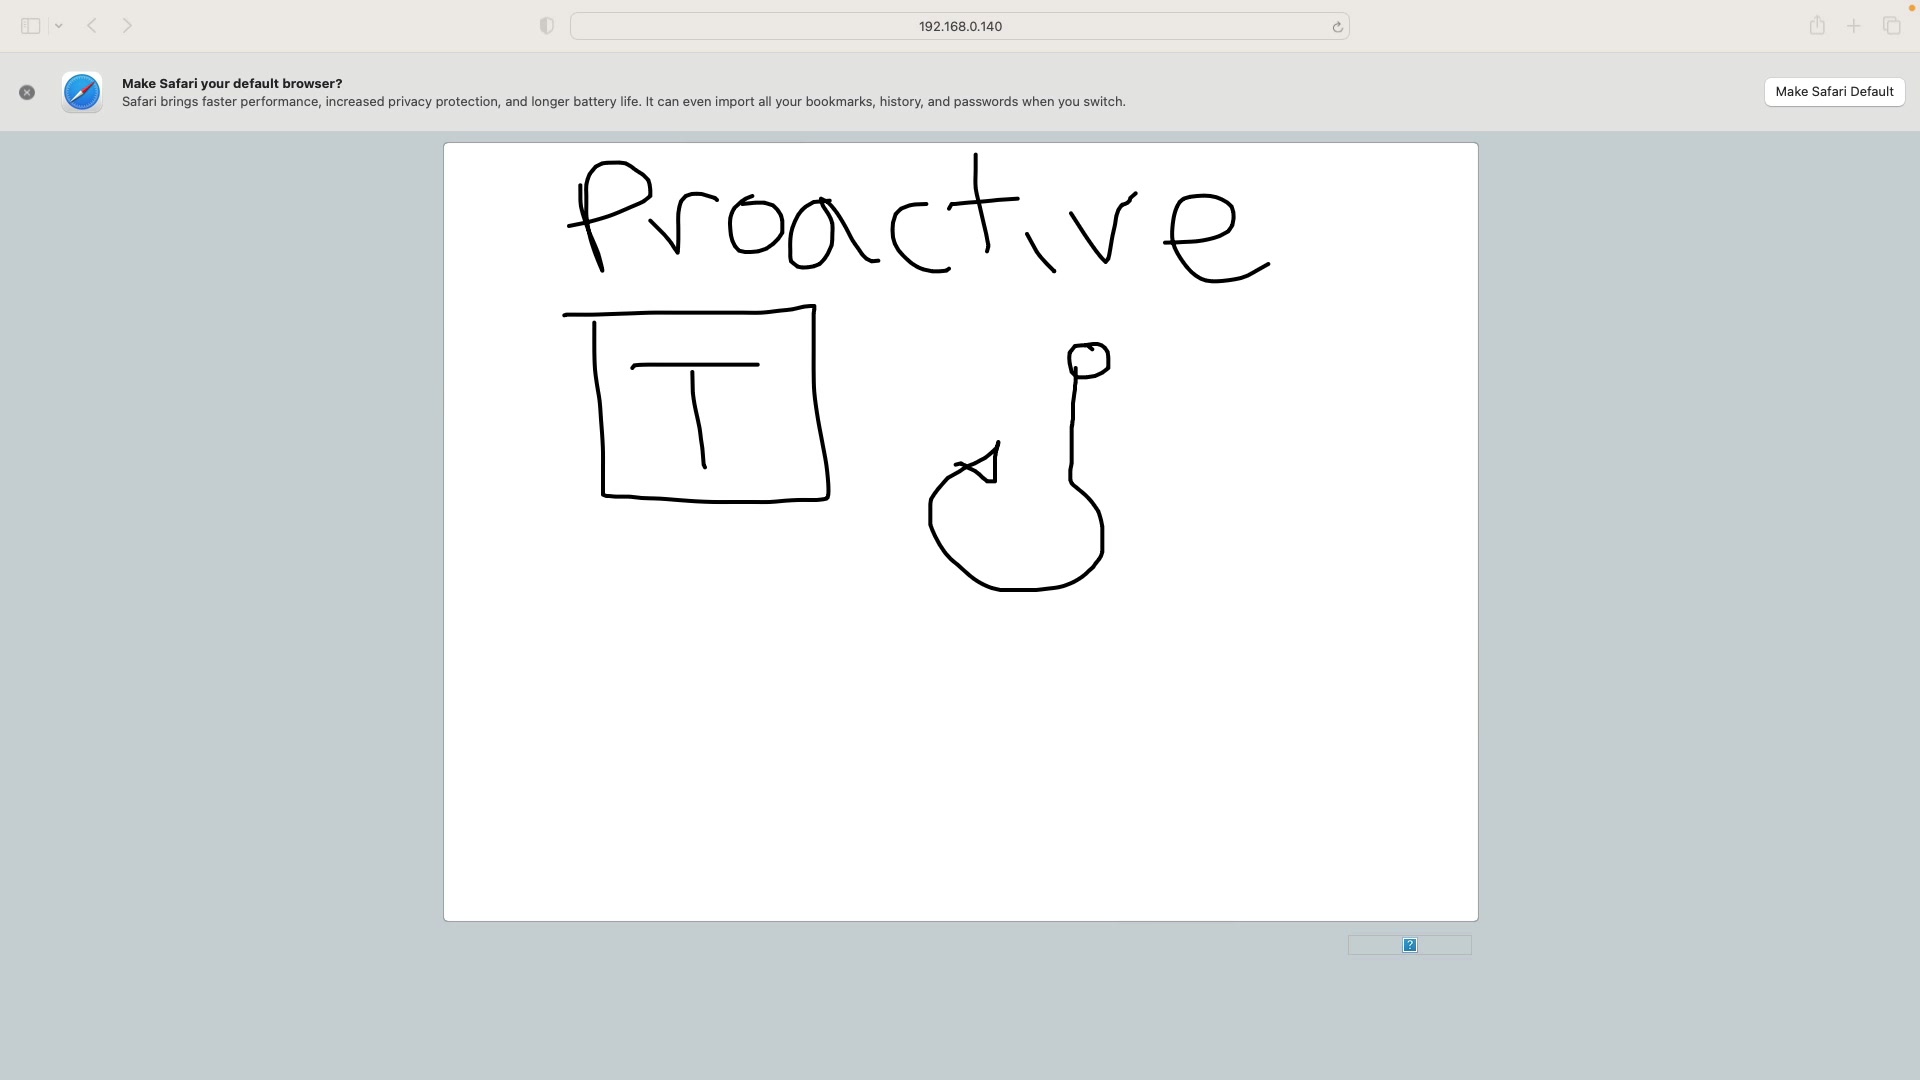 192.168.0.140
Make Safari your default browser?
Safari brings faster performance, increased privacy protection, and longer battery life. It can even import all your bookmarks, history, and passwords when you switch.
Make Safari Default
Proactive
T
?